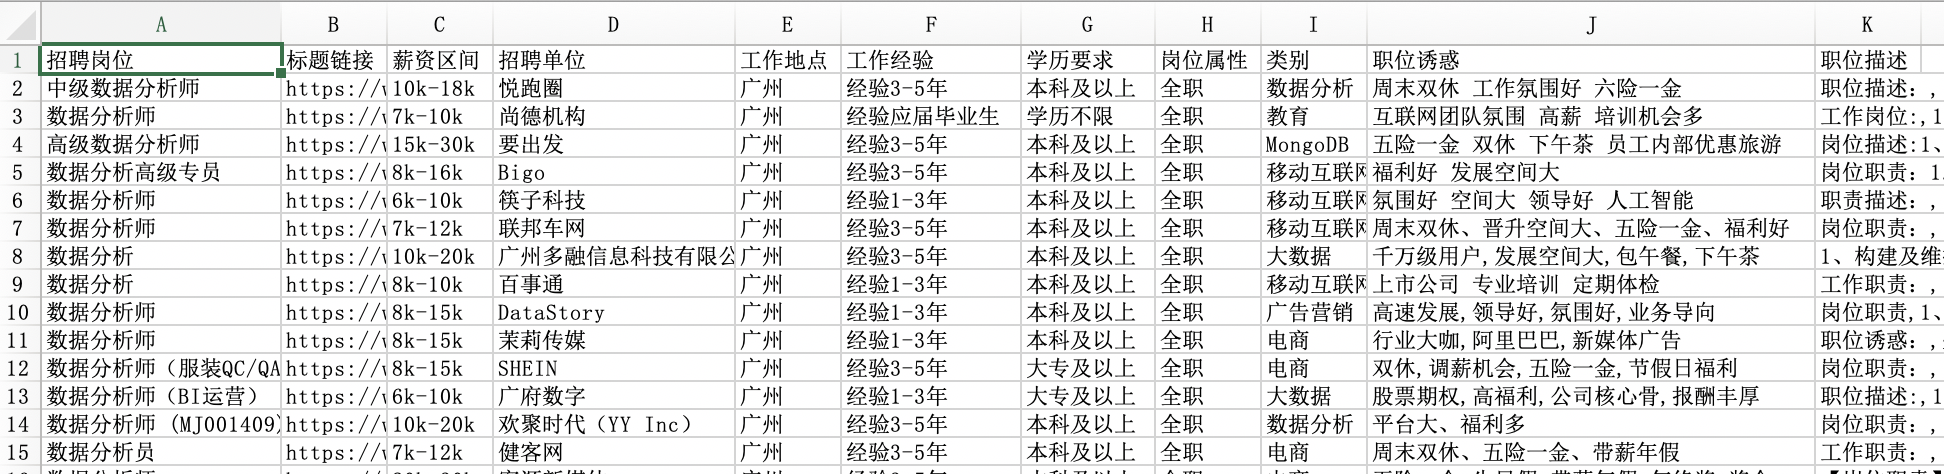 A B C D E F G H I J K
1 招聘岗位 标题链接 薪资区间 招聘单位 工作地点 工作经验 学历要求 岗位属性 类别 职位诱惑 职位描述
2 中级数据分析师 https:// 10k-18k 悦跑圈 广州 经验3-5年 本科及以上 全职 数据分析 周末双休 工作氛围好 六险一金 职位描述：,
3 数据分析师 https:// 7k-10k 尚德机构 广州 经验应届毕业生 学历不限 全职 教育 互联网团队氛围 高薪 培训机会多 工作岗位:,1
4 高级数据分析师 https:// 15k-30k 要出发 广州 经验3-5年 本科及以上 全职 MongoDB 五险一金 双休 下午茶 员工内部优惠旅游 岗位描述:1、
5 数据分析高级专员 https:// 8k-16k Bigo 广州 经验3-5年 本科及以上 全职 移动互联网 福利好 发展空间大 岗位职责：1
6 数据分析师 https:// 6k-10k 筷子科技 广州 经验1-3年 本科及以上 全职 移动互联网 氛围好 空间大 领导好 人工智能 职责描述：,
7 数据分析师 https:// 7k-12k 联邦车网 广州 经验3-5年 本科及以上 全职 移动互联网 周末双休、晋升空间大、五险一金、福利好 岗位职责：,
8 数据分析 https:// 10k-20k 广州多融信息科技有限公 广州 经验3-5年 本科及以上 全职 大数据 千万级用户,发展空间大,包午餐,下午茶 1、构建及维
9 数据分析 https:// 8k-10k 百事通 广州 经验1-3年 本科及以上 全职 移动互联网 上市公司 专业培训 定期体检 工作职责：,
10 数据分析师 https:// 8k-15k DataStory 广州 经验1-3年 本科及以上 全职 广告营销 高速发展,领导好,氛围好,业务导向 岗位职责,1、
11 数据分析师 https:// 8k-15k 茉莉传媒 广州 经验1-3年 本科及以上 全职 电商 行业大咖,阿里巴巴,新媒体广告 职位诱惑：,
12 数据分析师（服装QC/QA https:// 8k-15k SHEIN 广州 经验3-5年 大专及以上 全职 电商 双休,调薪机会,五险一金,节假日福利 岗位职责：,
13 数据分析师（BI运营） https:// 6k-10k 广府数字 广州 经验1-3年 大专及以上 全职 大数据 股票期权,高福利,公司核心骨,报酬丰厚 职位描述:,1
14 数据分析师 (MJ001409) https:// 10k-20k 欢聚时代（YY Inc） 广州 经验3-5年 本科及以上 全职 数据分析 平台大、福利多 岗位职责：,
15 数据分析员 https:// 7k-12k 健客网 广州 经验3-5年 本科及以上 全职 电商 周末双休、五险一金、带薪年假 工作职责：,